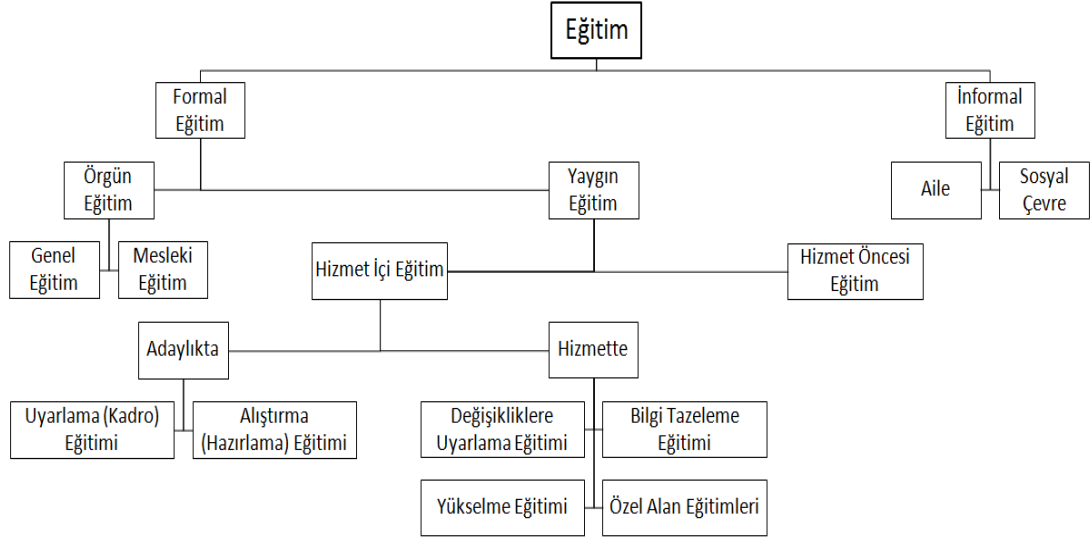 Eğitim
Formal
Eğitim
İnformal
Eğitim
Örgün
Eğitim
Yaygın
Eğitim
Aile
Sosyal
Çevre
Genel
Eğitim
Mesleki
Eğitim
Hizmet İçi Eğitim
Hizmet Öncesi
Eğitim
Adaylıkta
Hizmette
Uyarlama (Kadro)
Eğitimi
Alıştırma
(Hazırlama) Eğitimi
Değişikliklere
Uyarlama Eğitimi
Bilgi Tazeleme
Eğitimi
Yükselme Eğitimi
Özel Alan Eğitimleri